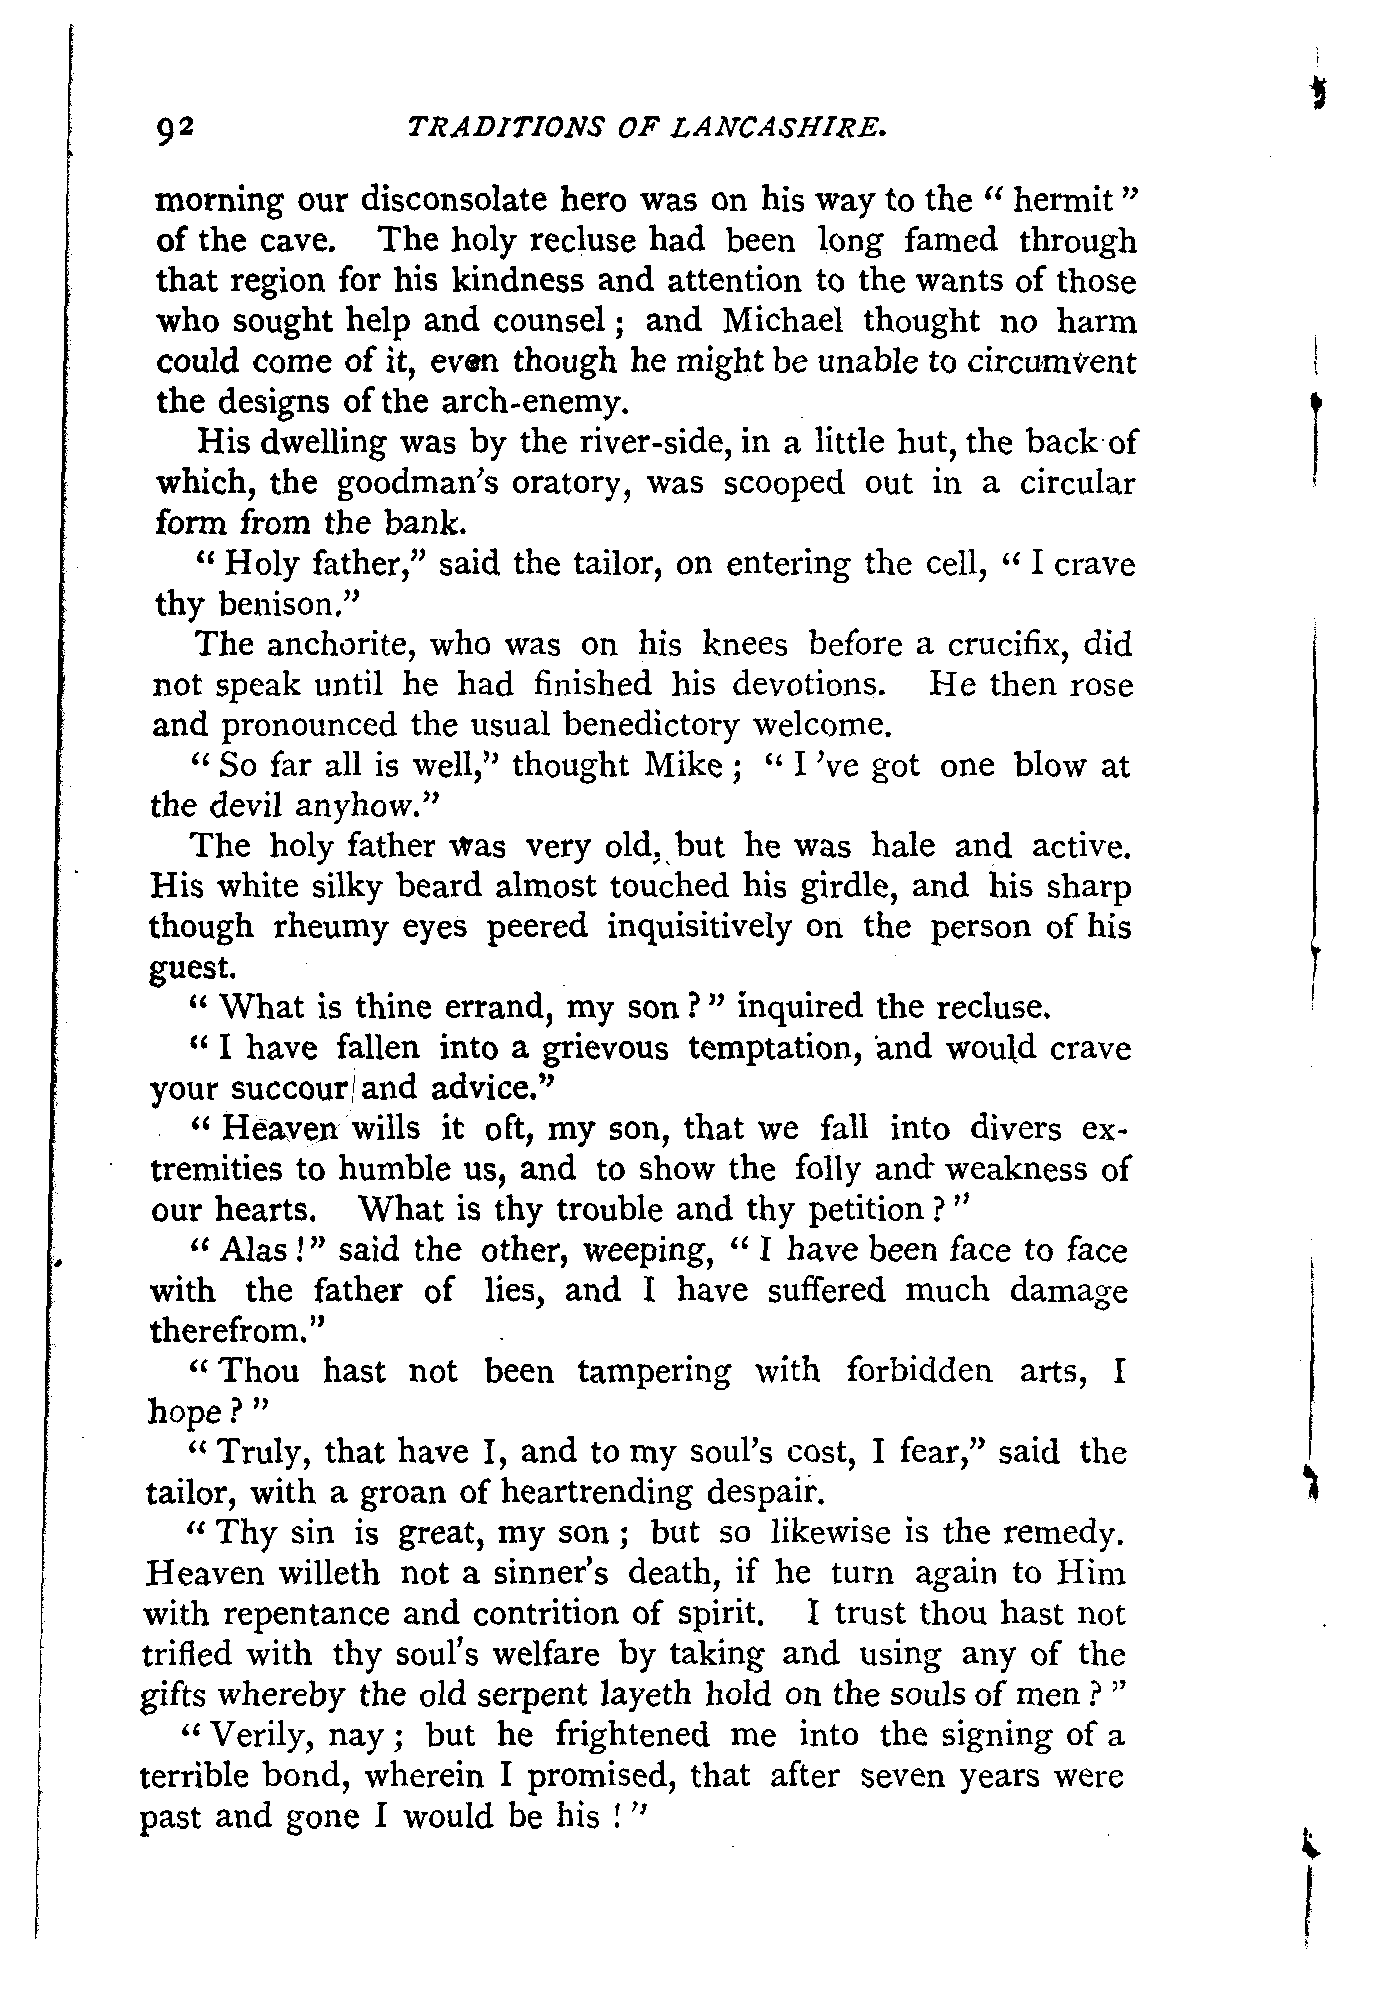 92 TRADITIONS OF LANCASHIRE.
morning our disconsolate hero was on his way to the “ hermit ”
of the cave. The holy recluse had been long famed through
that region for his kindness and attention to the wants of those
who sought help and counsel ; and Michael thought no harm
could come of it, even though he might be unable to circumvent
the designs of the arch-enemy.
His dwelling was by the river-side, in a little hut, the back of
which, the goodman’s oratory, was scooped out in a circular
form from the bank.
“ Holy father,” said the tailor, on entering the cell, “ I crave
thy benison.”
The anchorite, who was on his knees before a crucifix, did
not speak until he had finished his devotions. He then rose
and pronounced the usual benedictory welcome.
“ So far all is well,” thought Mike ; “ I ’ve got one blow at
the devil anyhow.”
The holy father was very old, but he was hale and active.
His white silky beard almost touched his girdle, and his sharp
though rheumy eyes peered inquisitively on the person of his
guest.
“ What is thine errand, my son ? ” inquired the recluse.
“ I have fallen into a grievous temptation, and would crave
your succour and advice.”
“ Heaven wills it oft, my son, that we fall into divers ex-
tremities to humble us, and to show the folly and weakness of
our hearts. What is thy trouble and thy petition ? ”
“ Alas ! ” said the other, weeping, “ I have been face to face
with the father of lies, and I have suffered much damage
therefrom.”
“ Thou hast not been tampering with forbidden arts, I
hope ? ”
“ Truly, that have I, and to my soul’s cost, I fear,” said the
tailor, with a groan of heartrending despair.
“ Thy sin is great, my son ; but so likewise is the remedy.
Heaven willeth not a sinner’s death, if he turn again to Him
with repentance and contrition of spirit. I trust thou hast not
trifled with thy soul’s welfare by taking and using any of the
gifts whereby the old serpent layeth hold on the souls of men ? ”
“ Verily, nay ; but he frightened me into the signing of a
terrible bond, wherein I promised, that after seven years were
past and gone I would be his ! ”